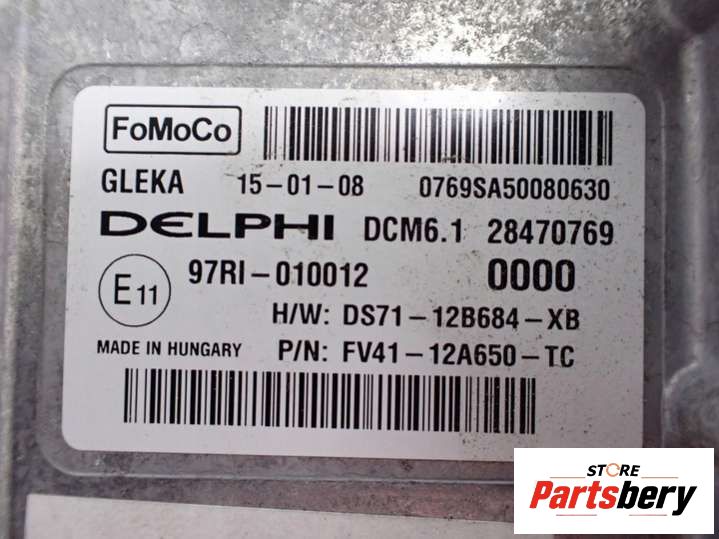 FoMoCo
GLEKA 15-01-08 0769SA50080630
DELPHI DCM6.1 28470769
E11 97RI-010012 0000
H/W: DS71-12B684-XB
MADE IN HUNGARY P/N: FV41-12A650-TC
STORE
Partsbery